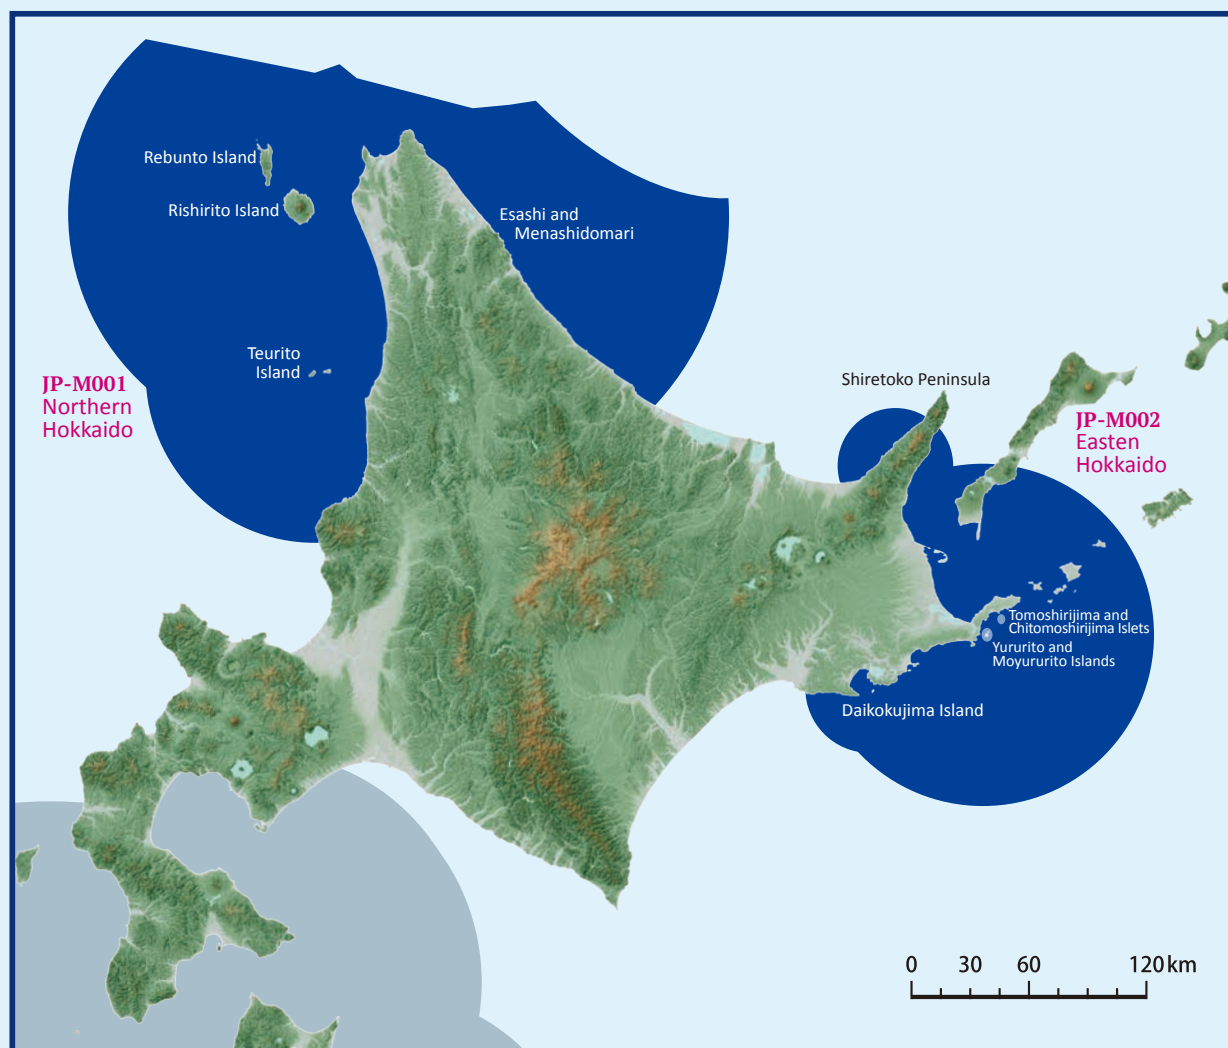 Rebunto Island
Rishirito Island
Esashi and
Menashidomari
Teurito
Island
JP-M001
Northern
Hokkaido
Shiretoko Peninsula
JP-M002
Easten
Hokkaido
Tomoshirijima and
Chitomoshirijima Islets
Yururito and
Moyururito Islands
Daikokujima Island
0 30 60 120km